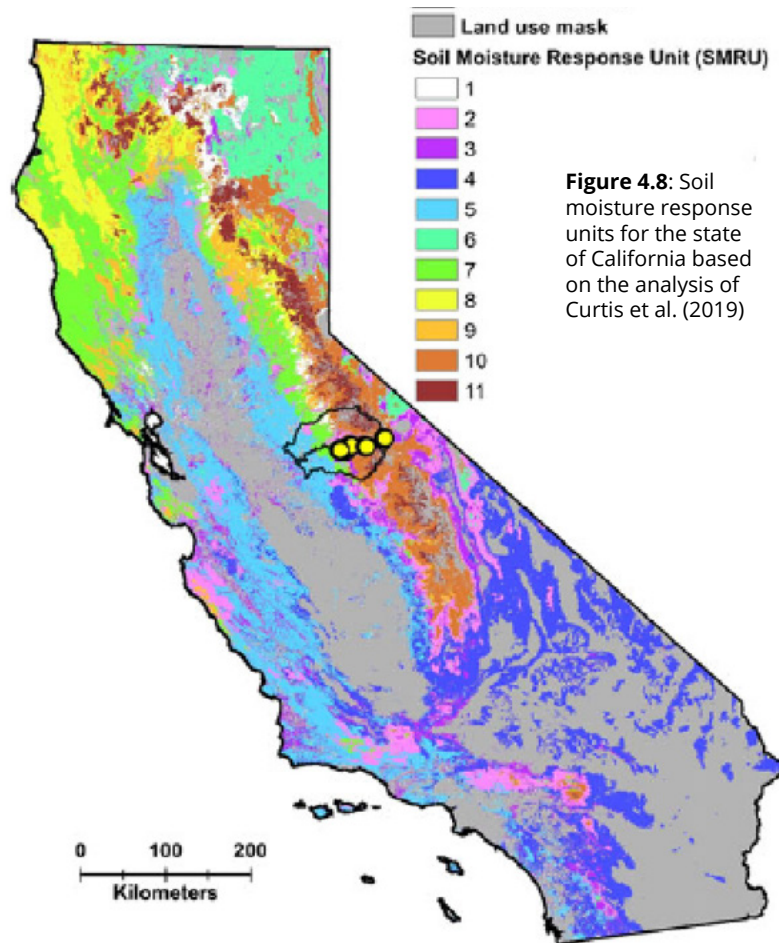 Land use mask
Soil Moisture Response Unit (SMRU)
1
2
3
4
5
6
7
8
9
10
11
Figure 4.8: Soil
moisture response
units for the state
of California based
on the analysis of
Curtis et al. (2019)
0 100 200
Kilometers